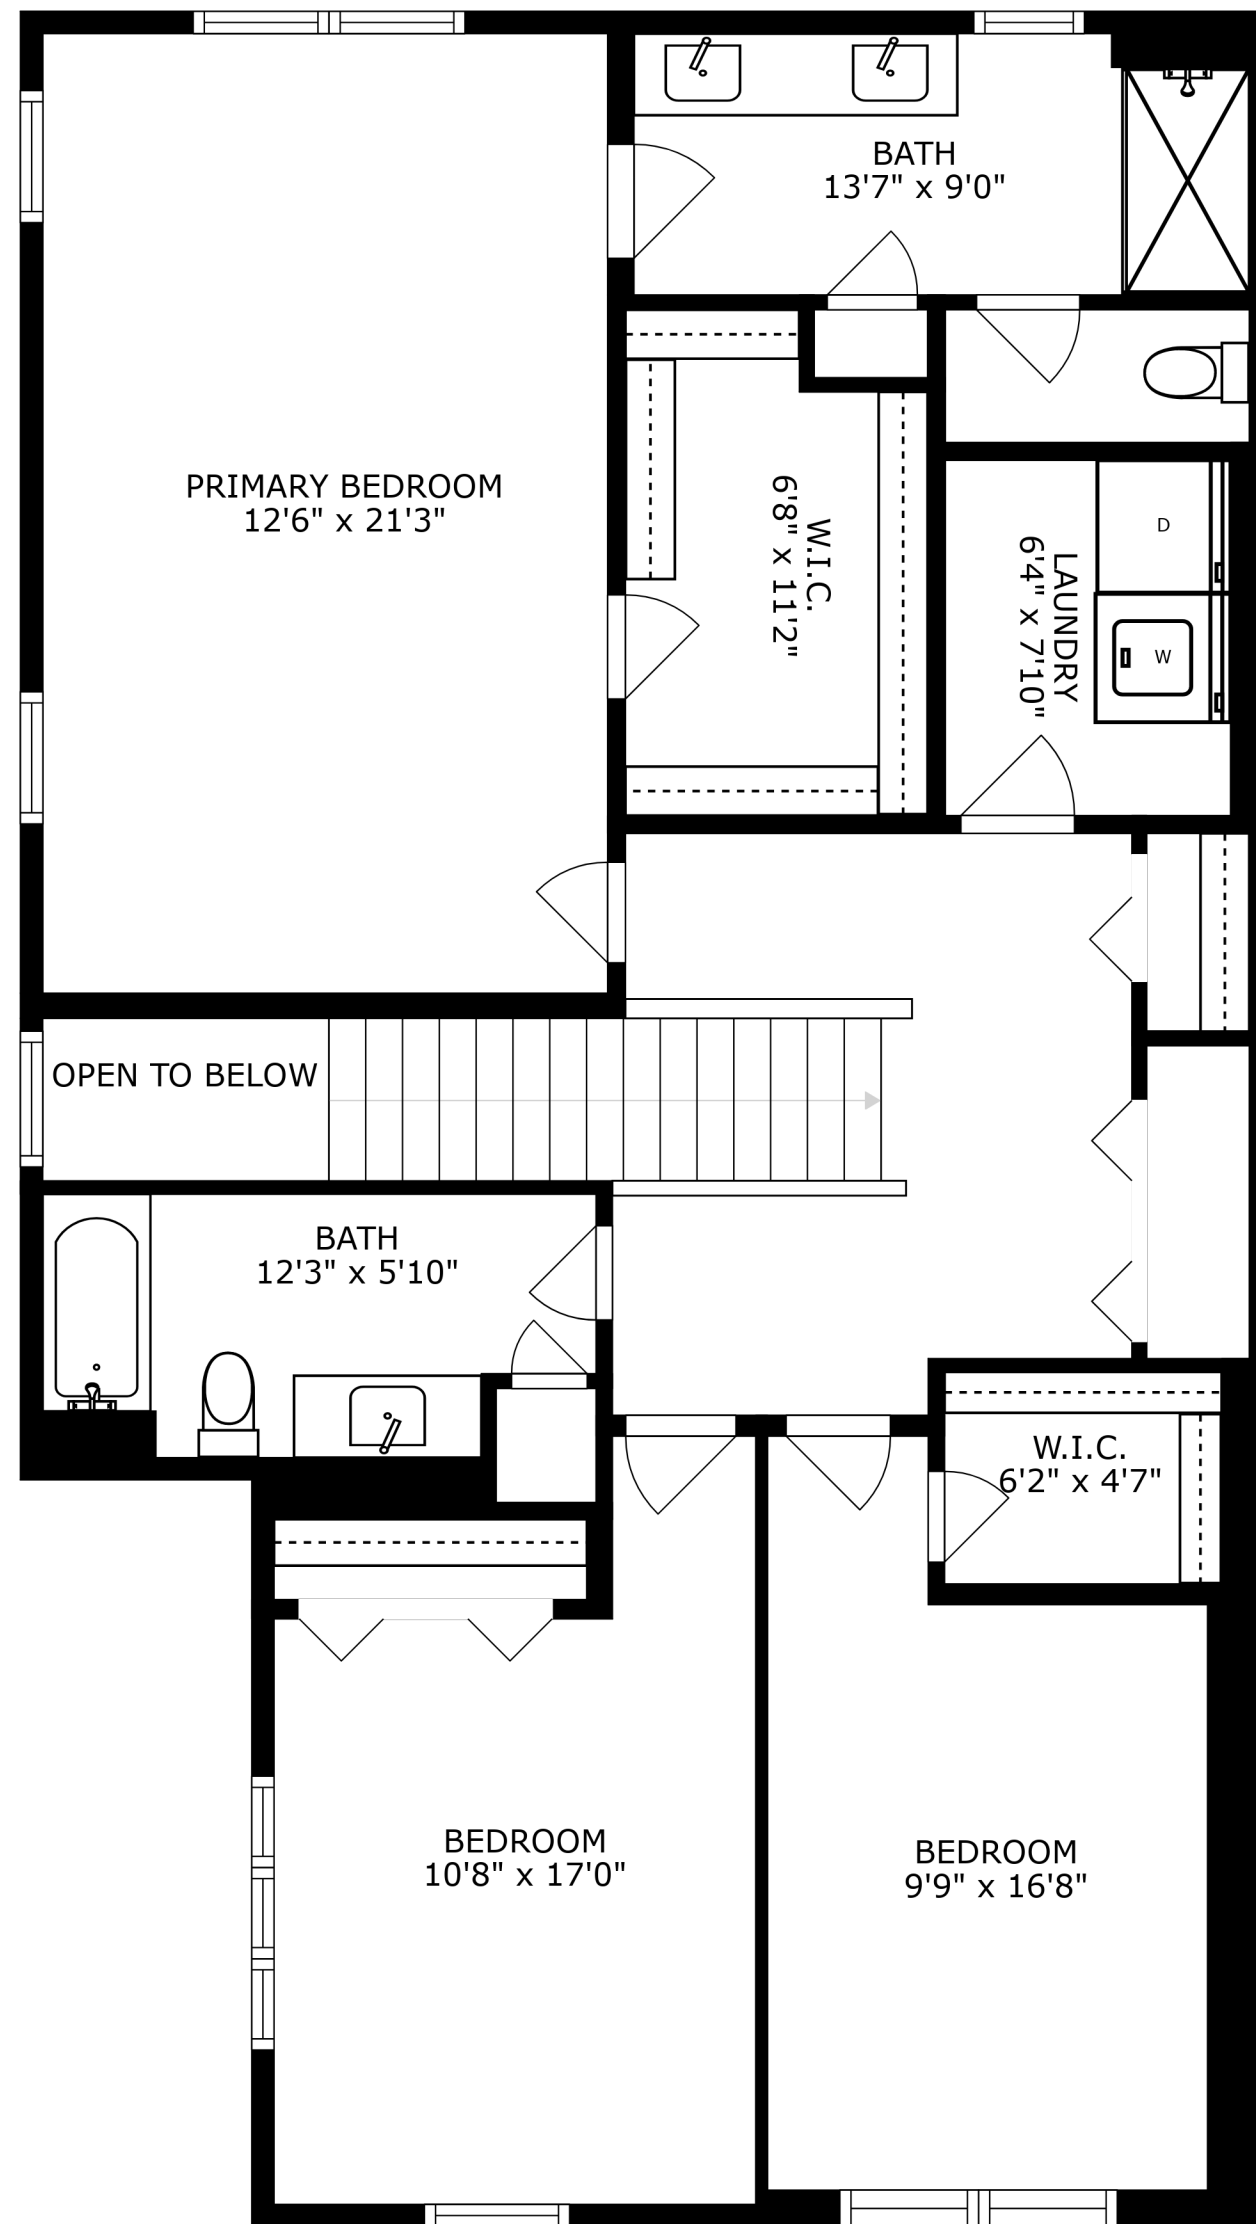 BATH
13'7" x 9'0"
PRIMARY BEDROOM
12'6" x 21'3"
W.I.C.
6'8" x 11'2"
LAUNDRY
6'4" x 7'10"
D
W
OPEN TO BELOW
BATH
12'3" x 5'10"
W.I.C.
6'2" x 4'7"
BEDROOM
10'8" x 17'0"
BEDROOM
9'9" x 16'8"